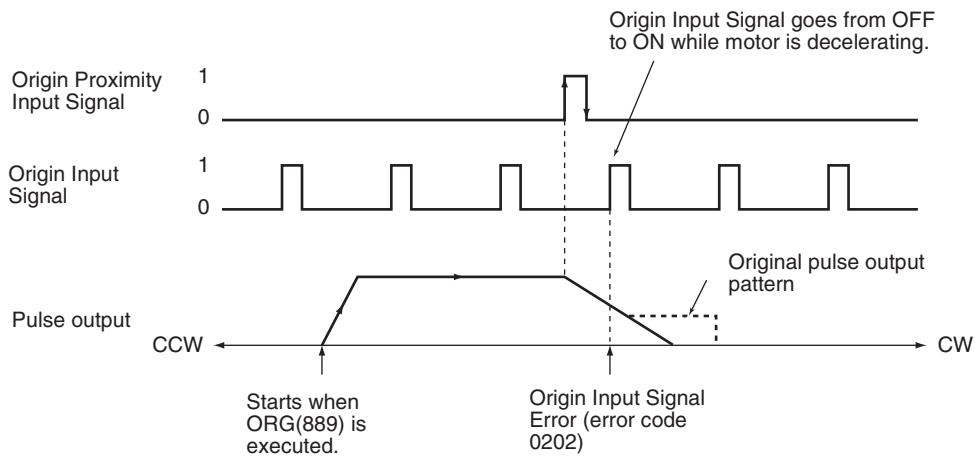 Origin Input Signal goes from OFF
to ON while motor is decelerating.
Origin Proximity
Input Signal
1
0
Origin Input
Signal
1
0
Original pulse output
pattern
Pulse output
CCW
CW
Starts when
ORG(889) is
executed.
Origin Input Signal
Error (error code
0202)